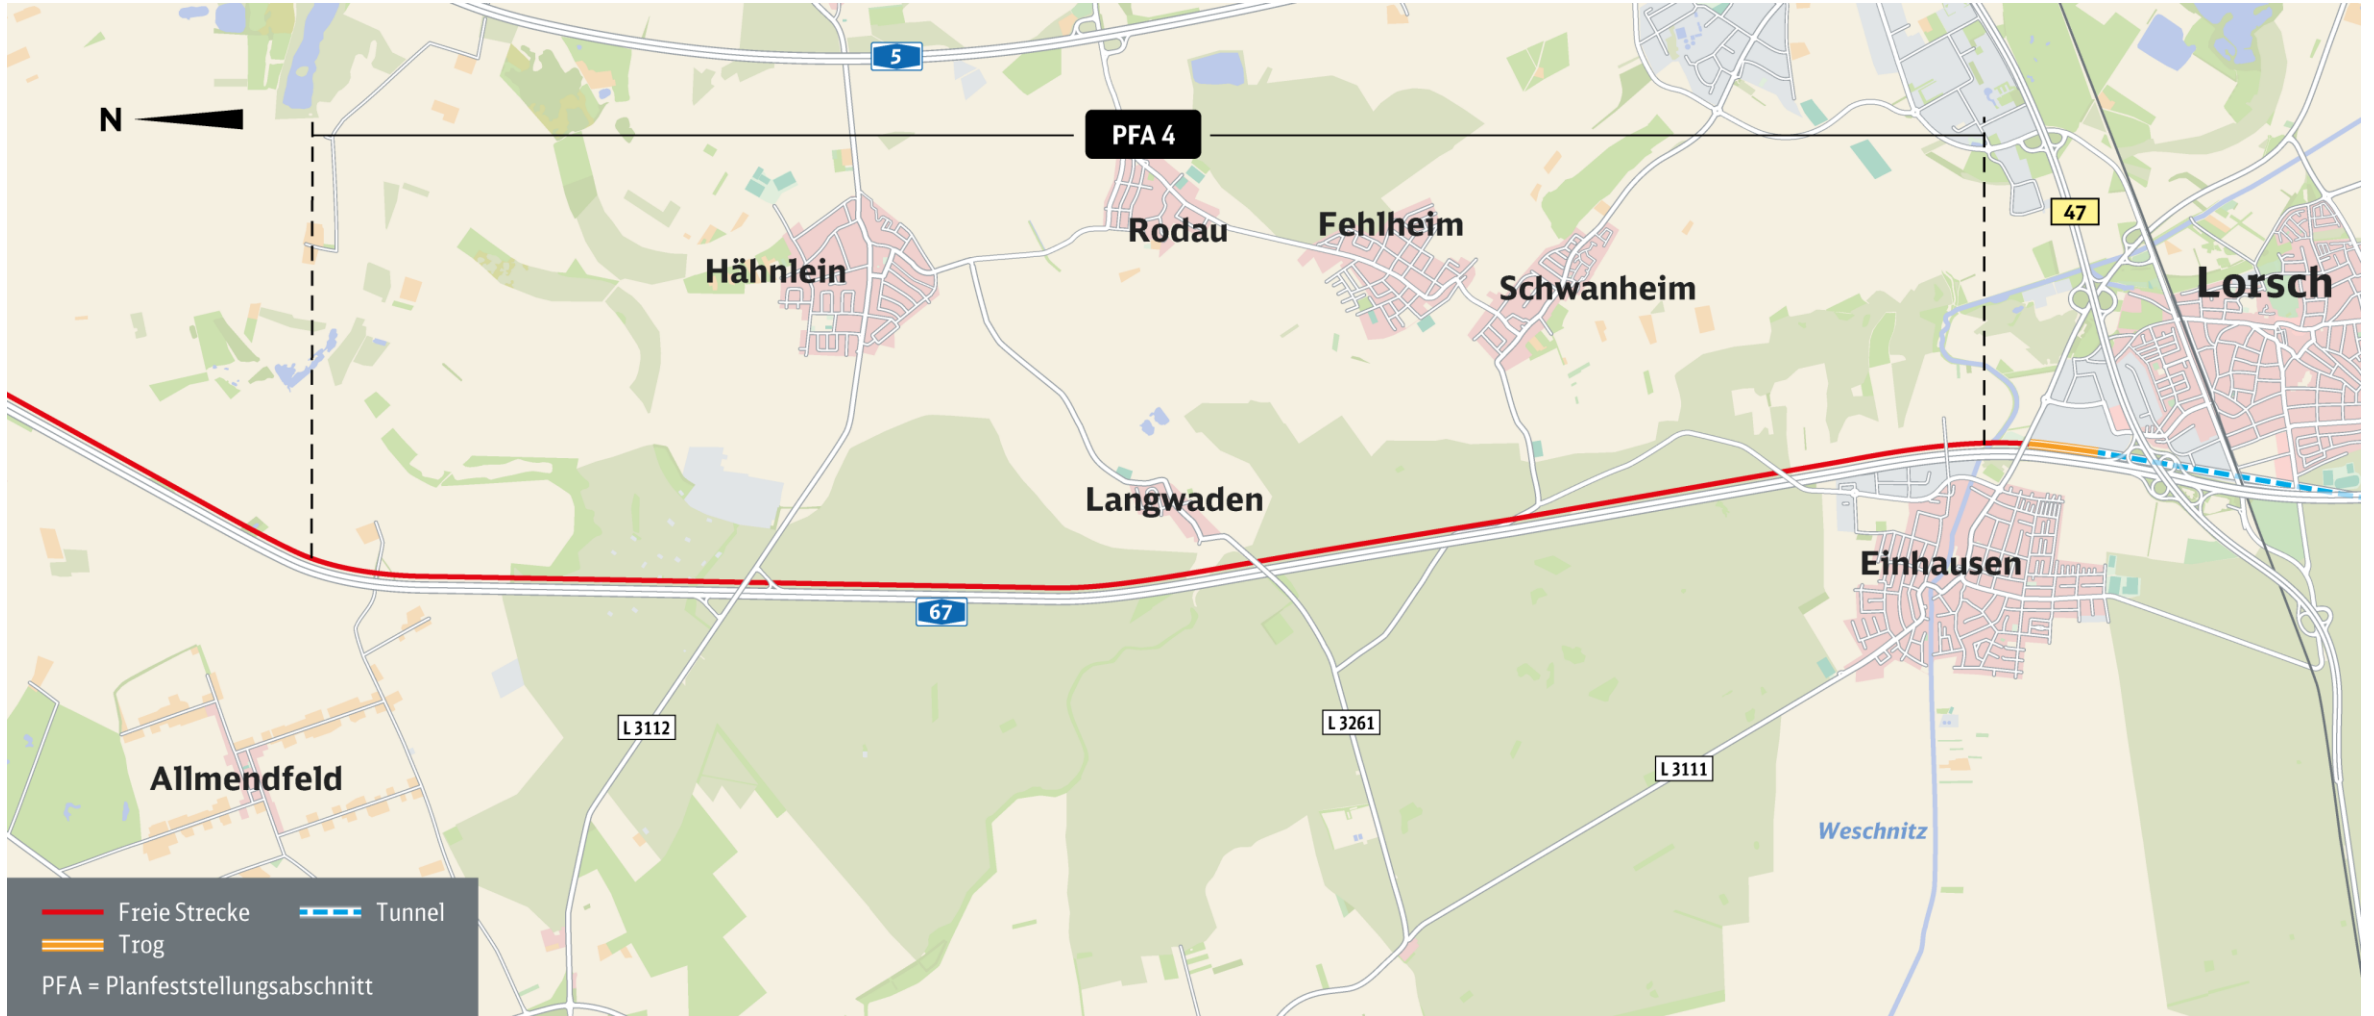 5
N
PFA 4
47
Rodau
Fehlheim
Hähnlein
Schwanheim
Lorsch
Langwaden
Einhausen
67
L 3112
L 3261
L 3111
Allmendfeld
Weschnitz
Freie Strecke
Tunnel
Trog
PFA = Planfeststellungsabschnitt